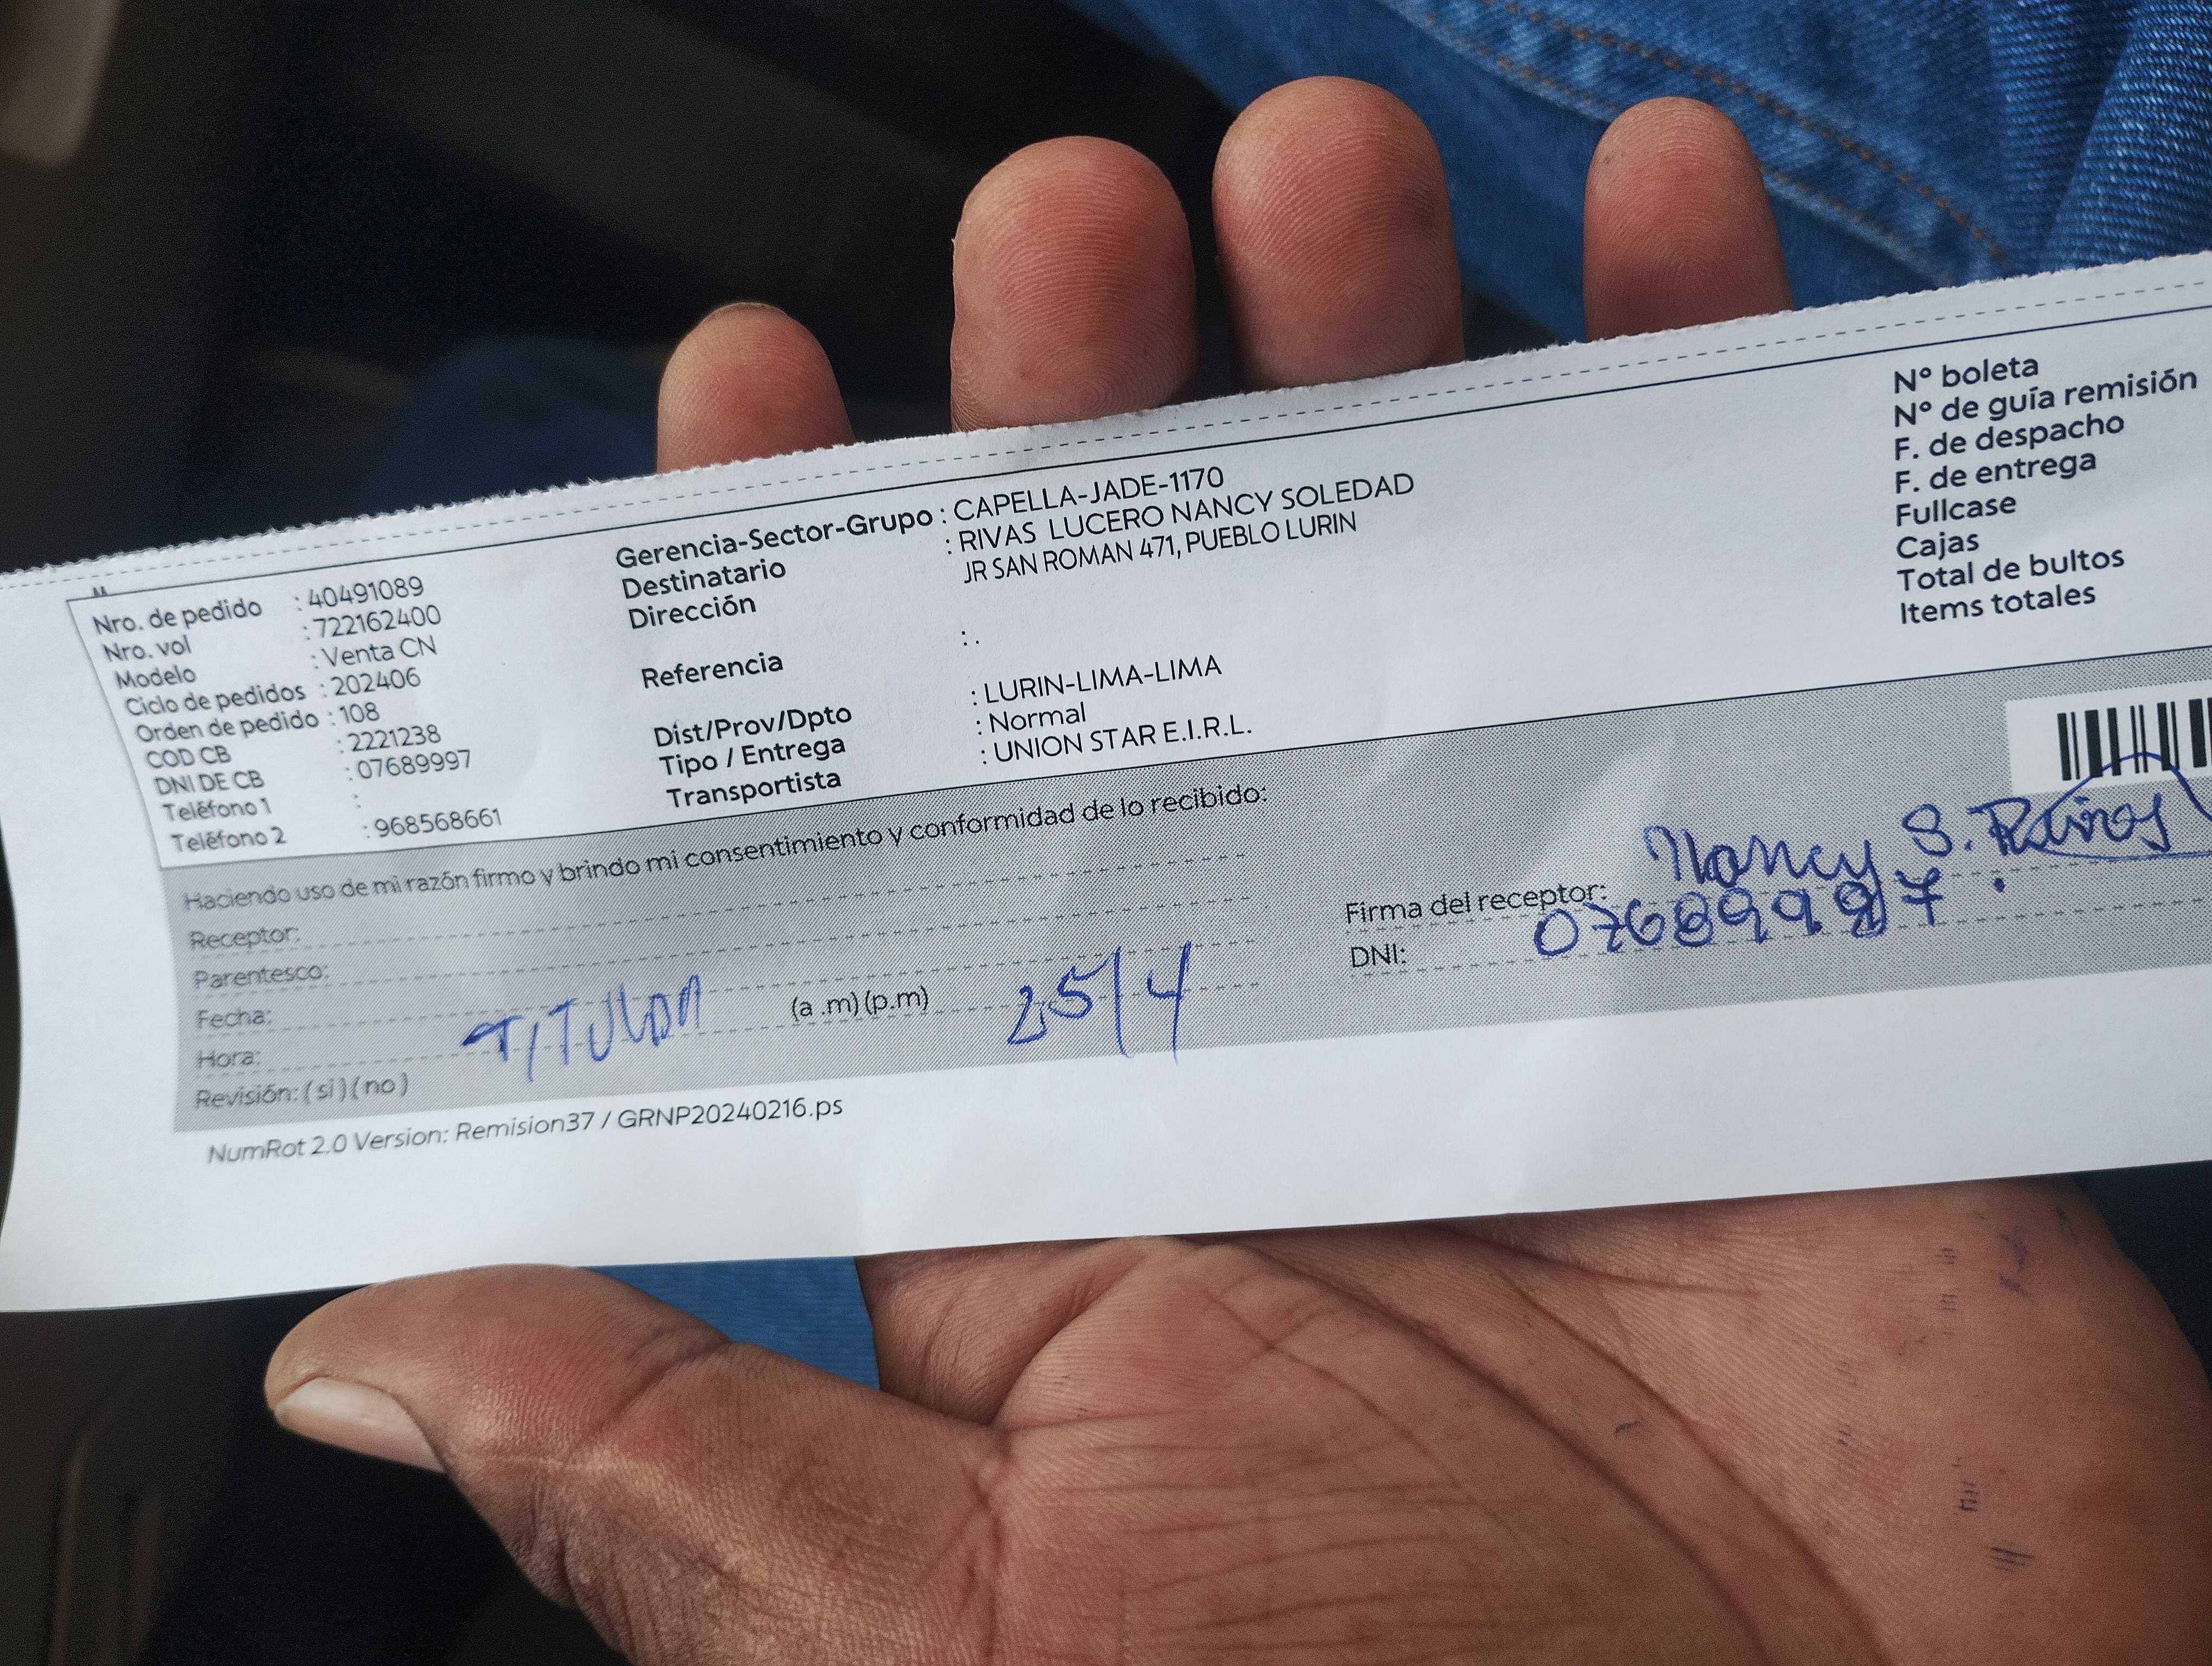 Nro. de pedido : 40491089
Nro. vol : 722162400
Modelo : Venta CN
Ciclo de pedidos : 202406
Orden de pedido : 108
COD CB : 2221238
DNI DE CB : 07689997
Teléfono 1 :
Teléfono 2 : 968568661
Gerencia-Sector-Grupo : CAPELLA-JADE-1170
Destinatario : RIVAS LUCERO NANCY SOLEDAD
Dirección JR SAN ROMAN 471, PUEBLO LURIN
Referencia : .
Dist/Prov/Dpto : LURIN-LIMA-LIMA
Tipo / Entrega : Normal
Transportista : UNION STAR E.I.R.L.
N° boleta
N° de guía remisión
F. de despacho
F. de entrega
Fullcase
Cajas
Total de bultos
Items totales
Haciendo uso de mi razón firmo y brindo mi consentimiento y conformidad de lo recibido:
Receptor:
Parentesco:
Fecha:
Hora: TITULAR (a .m)(p.m) 25/4
Revisión: ( si ) ( no )
Firma del receptor: Nancy S.
DNI:
NumRot 2.0 Version: Remision37 / GRNP20240216.ps